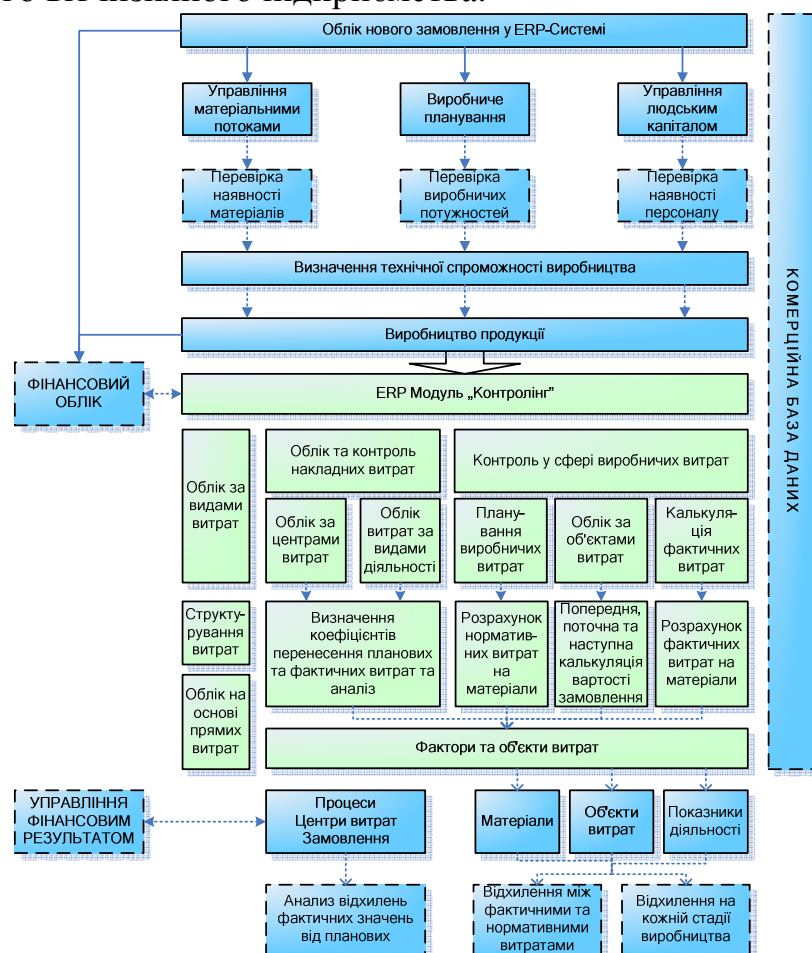 Облік нового замовлення у ERP-Системі
Управління
матеріальними
потоками
Виробниче
планування
Управління
людським
капіталом
Перевірка
наявності
матеріалів
Перевірка
виробничих
потужностей
Перевірка
наявності
персоналу
Визначення технічної спроможності виробництва
Виробництво продукції
ФІНАНСОВИЙ
ОБЛІК
ERP Модуль „Контролінг"
КОМЕРЦІЙНА БАЗА ДАНИХ
Облік за
видами
витрат
Облік та контроль
накладних витрат
Контроль у сфері виробничих витрат
Облік за
центрами
витрат
Облік
витрат за
видами
діяльності
Плану-
вання
виробничих
витрат
Облік за
об'єктами
витрат
Калькуля-
ція
фактичних
витрат
Структу-
рування
витрат
Визначення
коефіцієнтів
перенесення планових
та фактичних витрат та
аналіз
Розрахунок
норматив-
них витрат
на
матеріали
Попередня,
поточна та
наступна
калькуляція
вартості
замовлення
Розрахунок
фактичних
витрат на
матеріали
Облік на
основі
прямих
витрат
Фактори та об'єкти витрат
УПРАВЛІННЯ
ФІНАНСОВИМ
РЕЗУЛЬТАТОМ
Процеси
Центри витрат
Замовлення
Матеріали
Об'єкти
витрат
Показники
діяльності
Анализ відхилень
фактичних значень
від планових
Відхилення між
фактичними та
нормативними
витратами
Відхилення на
кожній стадії
виробництва